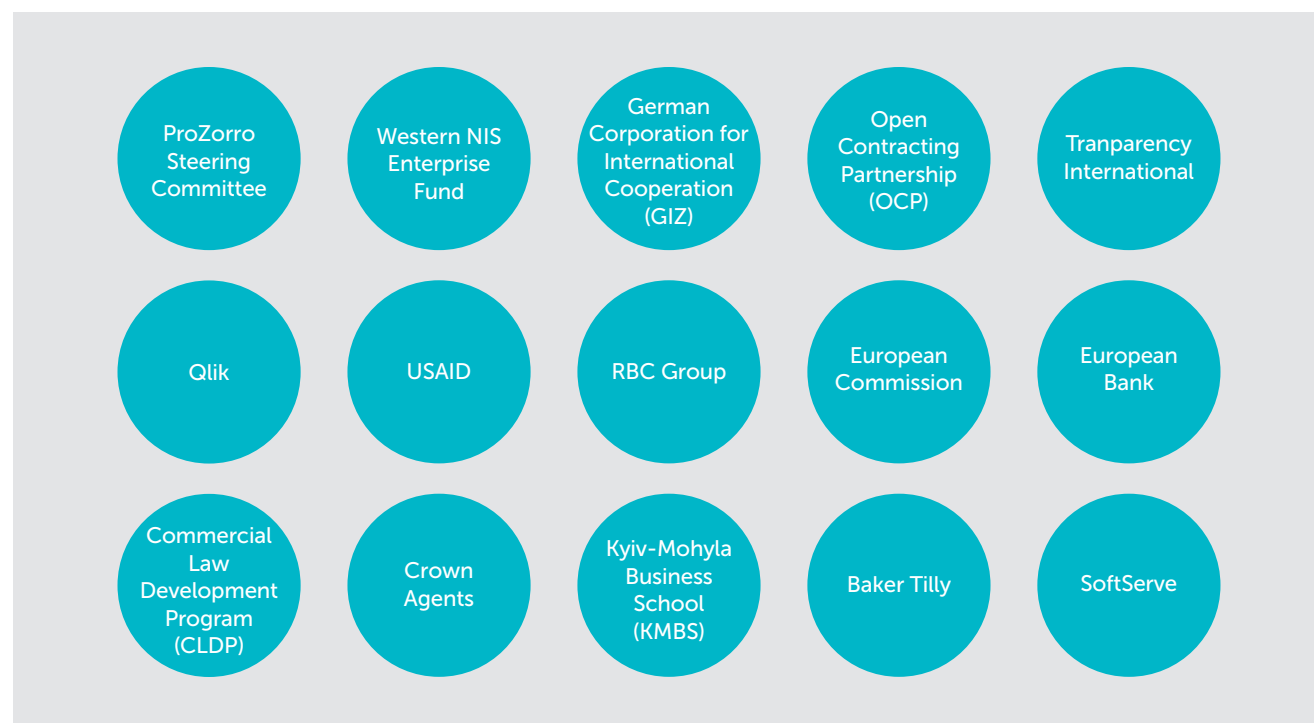 ProZorro
Steering
Committee
Western NIS
Enterprise
Fund
German
Corporation for
International
Cooperation
(GIZ)
Open
Contracting
Partnership
(OCP)
Tranparency
International
Qlik
USAID
RBC Group
European
Commission
European
Bank
Commercial
Law
Development
Program
(CLDP)
Crown
Agents
Kyiv-Mohyla
Business
School
(KMBS)
Baker Tilly
SoftServe